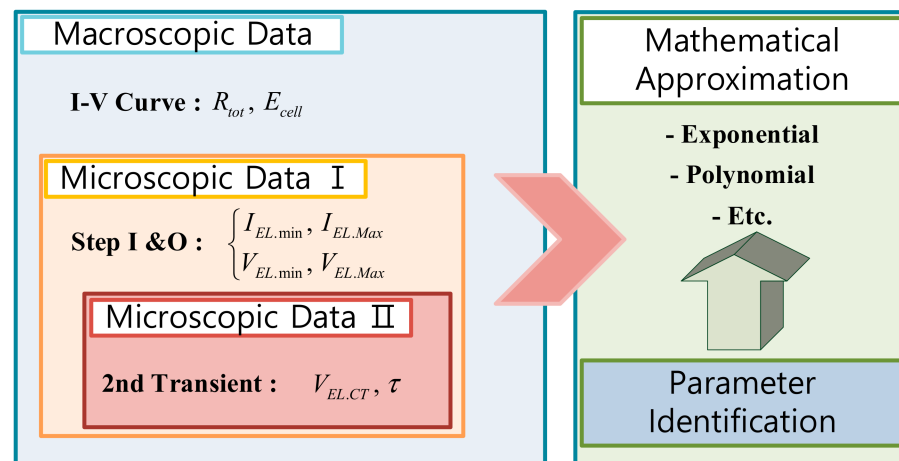 Macroscopic Data
I-V Curve : R_tot, E_cell
Microscopic Data Ⅰ
Step I &O : { I_EL.min, I_EL.Max
V_EL.min, V_EL.Max
Microscopic Data Ⅱ
2nd Transient : V_EL.CT, τ
Mathematical
Approximation
- Exponential
- Polynomial
- Etc.
Parameter
Identification